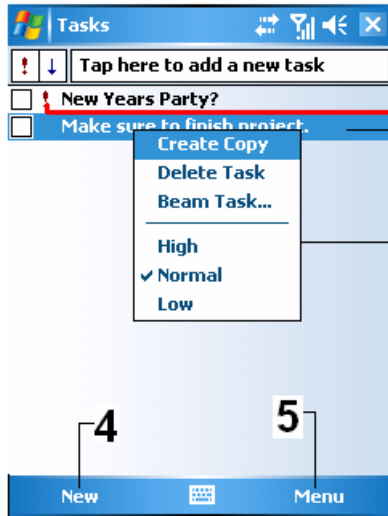 Tasks
! ↓ Tap here to add a new task
! New Years Party?
Make sure to finish project.
Create Copy
Delete Task
Beam Task...
High
✓ Normal
Low
4 5
New Menu